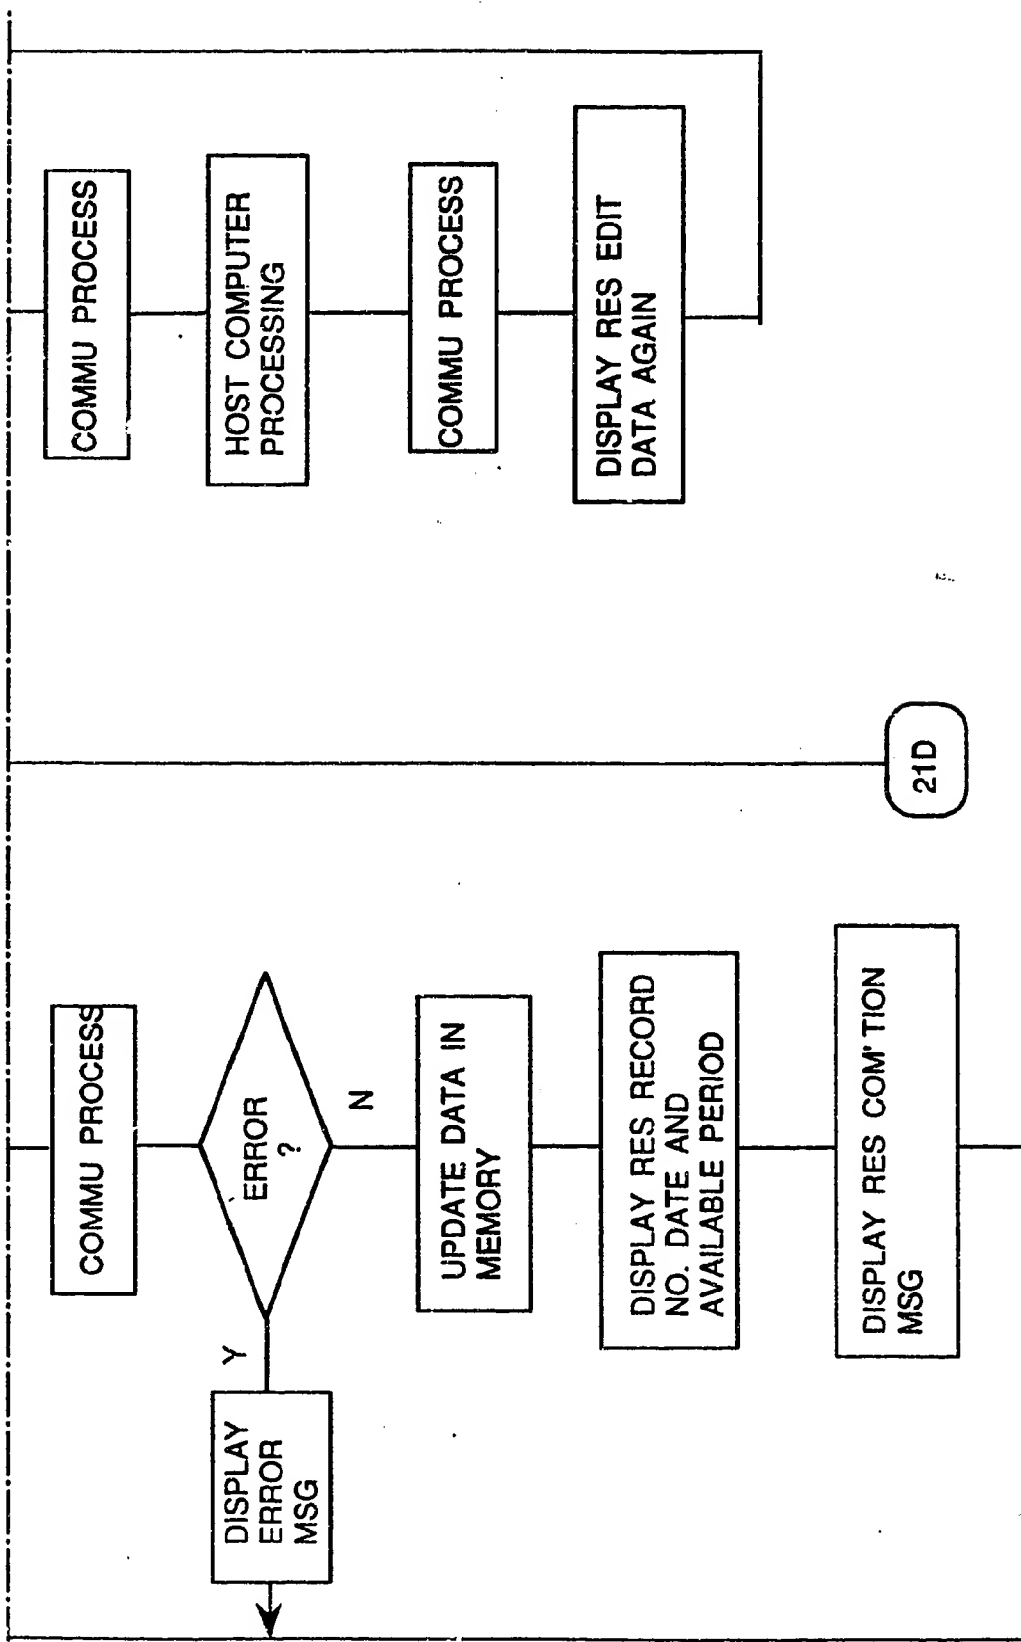 COMMU PROCESS
ERROR
?
Y
DISPLAY
ERROR
MSG
N
UPDATE DATA IN
MEMORY
DISPLAY RES RECORD
NO. DATE AND
AVAILABLE PERIOD
DISPLAY RES COM'TION
MSG
21D
COMMU PROCESS
HOST COMPUTER
PROCESSING
COMMU PROCESS
DISPLAY RES EDIT
DATA AGAIN